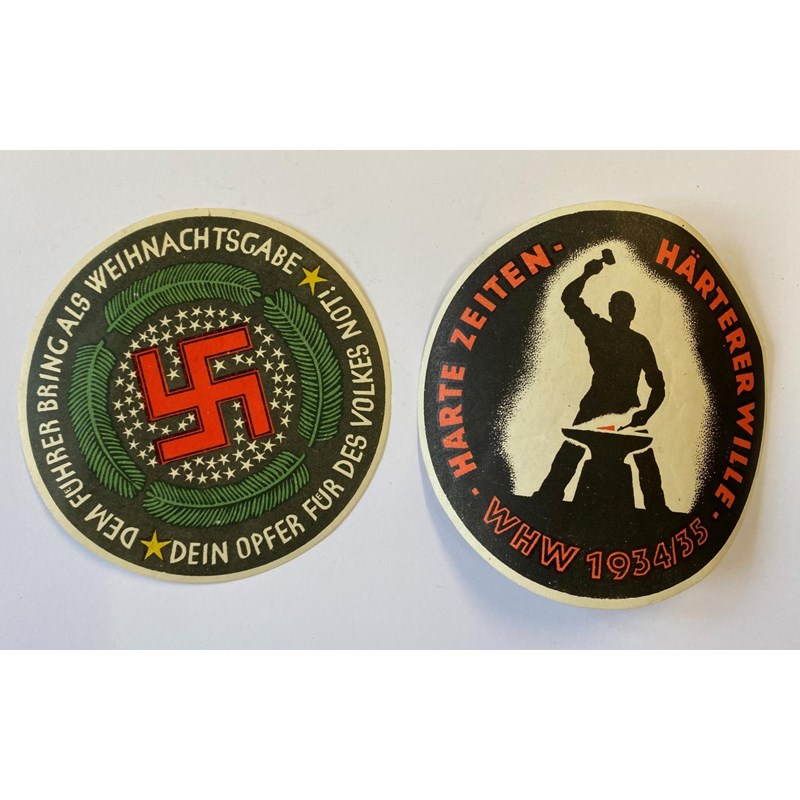 DEM FÜHRER BRING ALS WEIHNACHTSGABE
DEIN OPFER FÜR DES VOLKES NOT!
· HARTE ZEITEN · HÄRTERER WILLE ·
WHW 1934/35